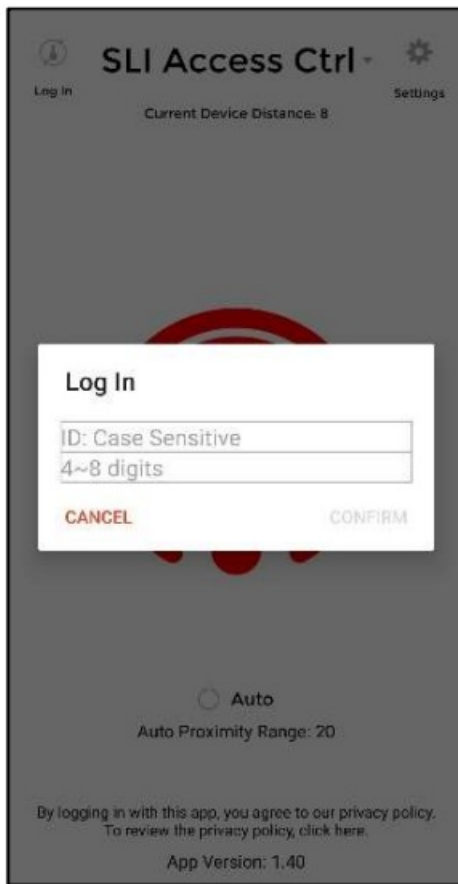 SLI Access Ctrl
Log In
Settings
Current Device Distance: 8
Log In
ID: Case Sensitive
4~8 digits
CANCEL CONFIRM
Auto
Auto Proximity Range: 20
By logging in with this app, you agree to our privacy policy.
To review the privacy policy, click here.
App Version: 1.40